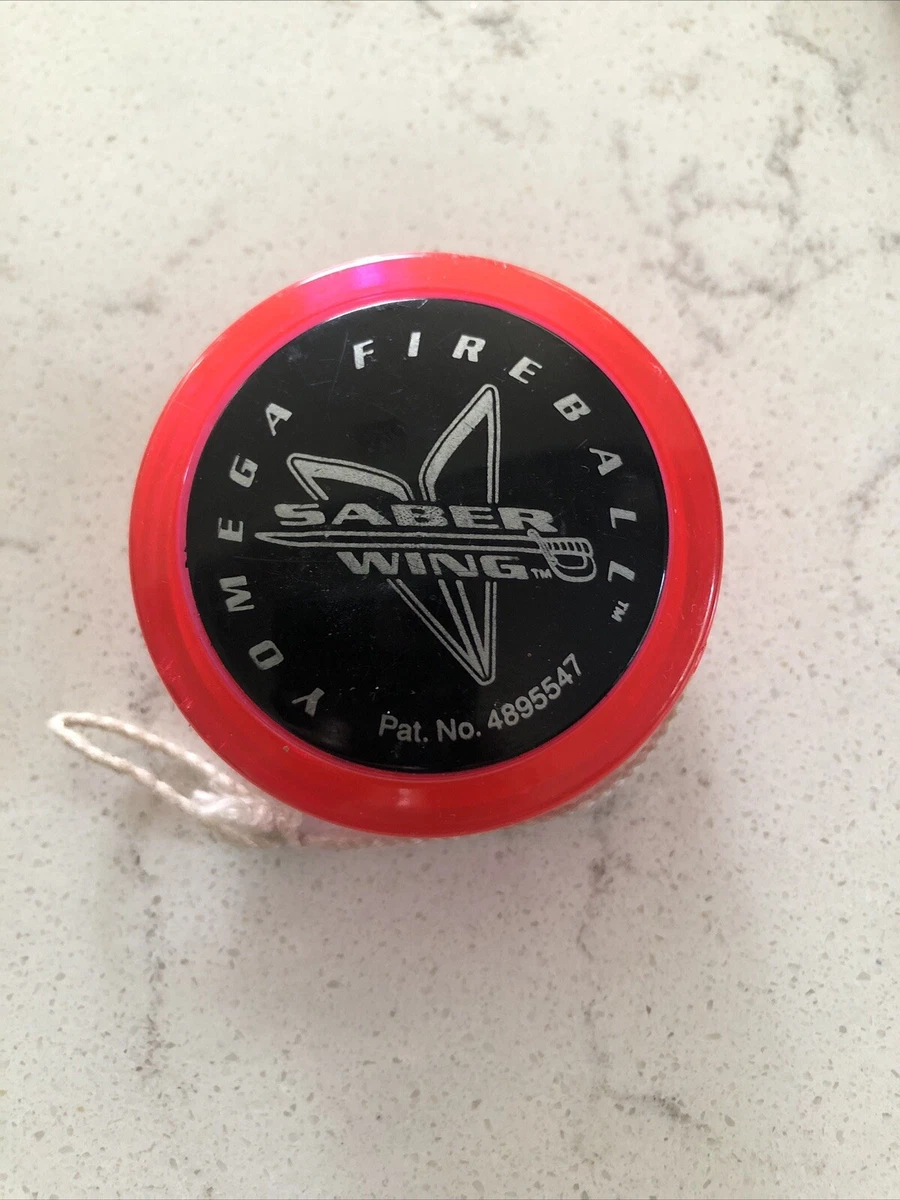 YOMEGA FIREBALL™
SABER
WING™
Pat. No. 4895547